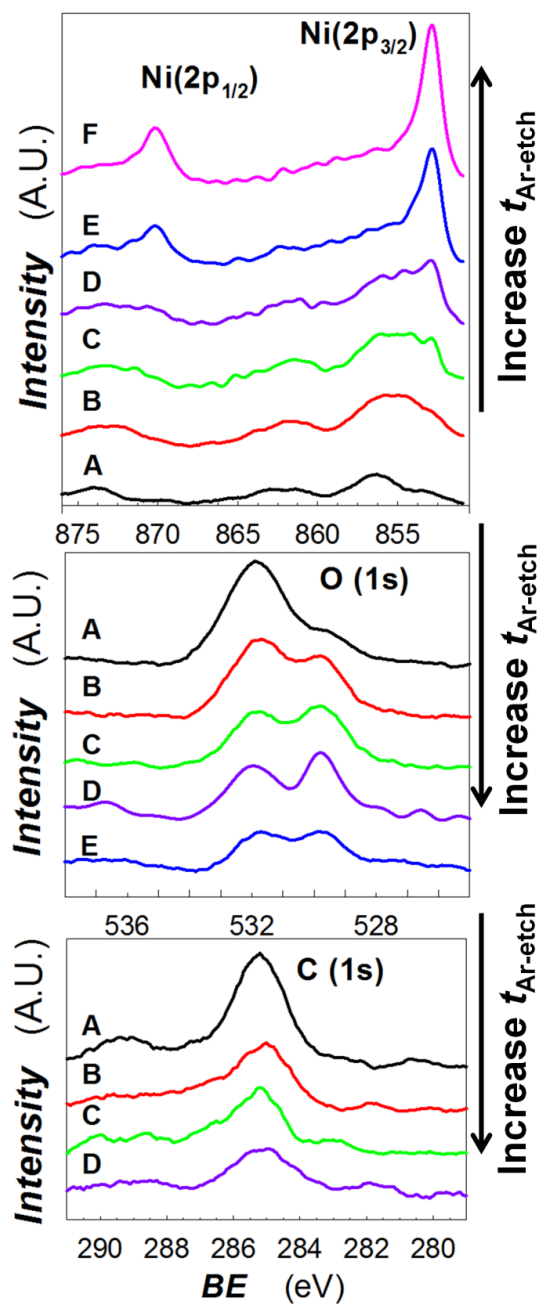 Ni(2p3/2)
Ni(2p1/2)
F
E
D
C
B
A
Intensity (A.U.)
Increase tAr-etch
875 870 865 860 855
O (1s)
A
B
C
D
E
Intensity (A.U.)
Increase tAr-etch
536 532 528
C (1s)
A
B
C
D
Intensity (A.U.)
Increase tAr-etch
290 288 286 284 282 280
BE (eV)